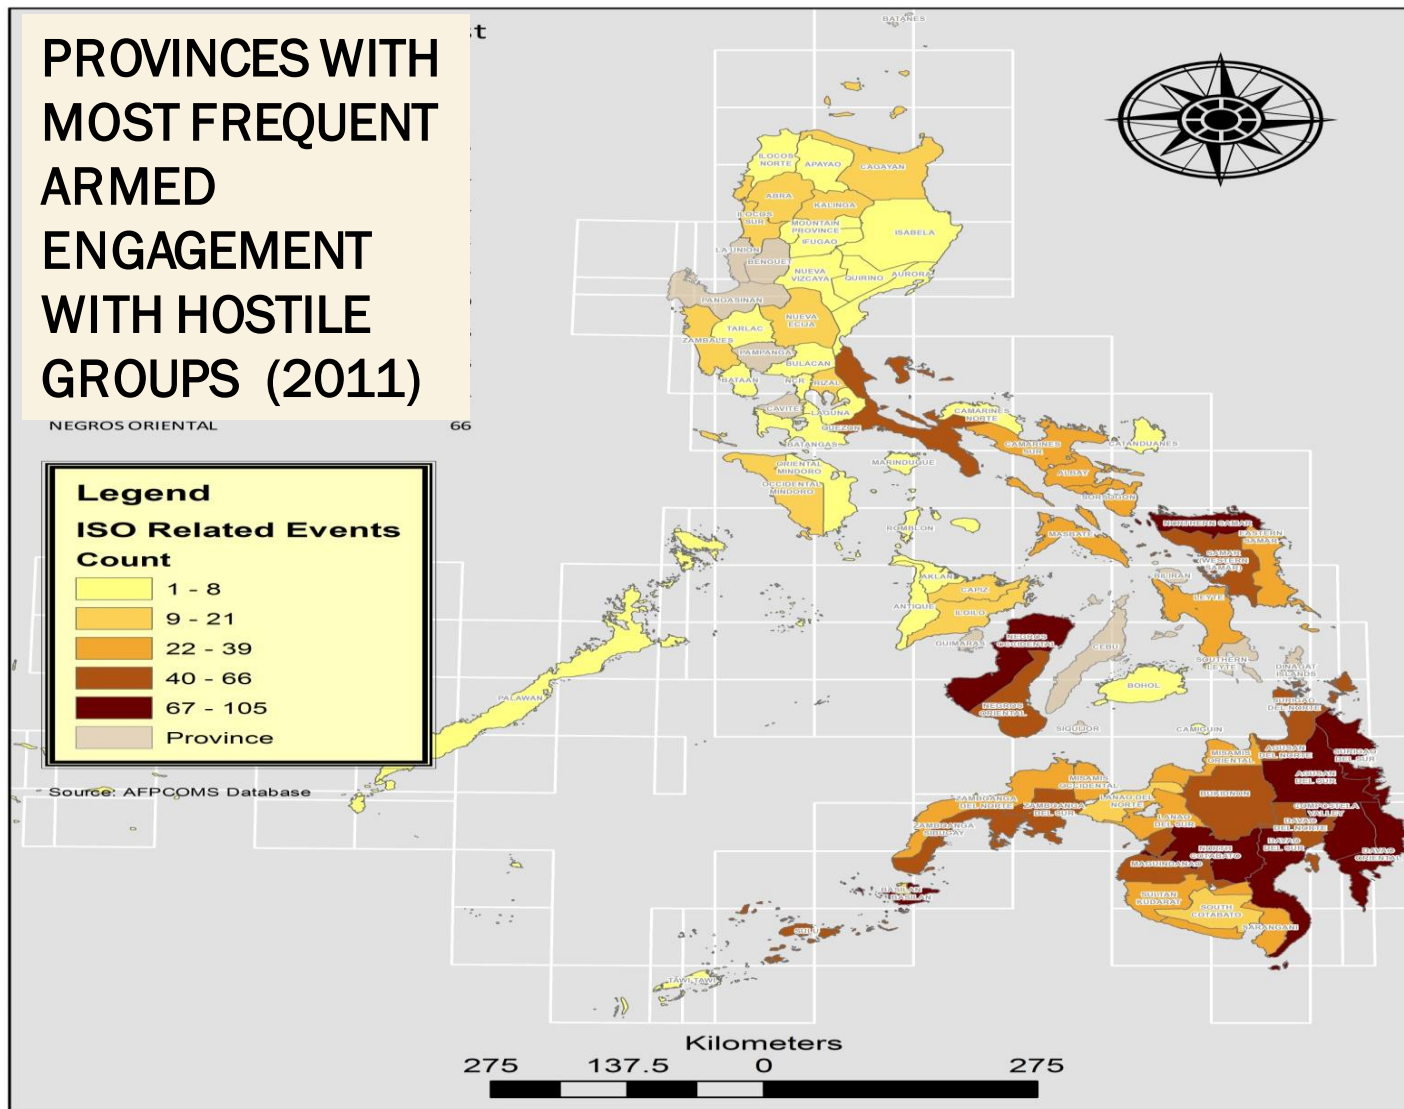 PROVINCES WITH
MOST FREQUENT
ARMED
ENGAGEMENT
WITH HOSTILE
GROUPS (2011)
st
NEGROS ORIENTAL 66
Legend
ISO Related Events
Count
1 - 8
9 - 21
22 - 39
40 - 66
67 - 105
Province
Source: AFPCOMS Database
BATANES
ILOCOS
NORTE
APAYAO
CAGAYAN
ABRA
KALINGA
ILOCOS
SUR
MOUNTAIN
PROVINCE
IFUGAO
ISABELA
LA UNION
BENGUET
NUEVA
VIZCAYA
QUIRINO
AURORA
PANGASINAN
NUEVA
ECIJA
TARLAC
ZAMBALES
PAMPANGA
BULACAN
BATAAN
NCR
RIZAL
CAVITE
LAGUNA
QUEZON
BATANGAS
CAMARINES
NORTE
CAMARINES
SUR
CATANDUANES
ALBAY
SORSOGON
MARINDUQUE
ORIENTAL
MINDORO
OCCIDENTAL
MINDORO
ROMBLON
MASBATE
NORTHERN SAMAR
EASTERN
SAMAR
SAMAR
(WESTERN
SAMAR)
BILIRAN
LEYTE
AKLAN
CAPIZ
ANTIQUE
ILOILO
GUIMARAS
NEGROS
OCCIDENTAL
CEBU
SOUTHERN
LEYTE
DINAGAT
ISLANDS
BOHOL
PALAWAN
NEGROS
ORIENTAL
SIQUIJOR
CAMIGUIN
SURIGAO
DEL NORTE
AGUSAN
DEL NORTE
SURIGAO
DEL SUR
MISAMIS
ORIENTAL
AGUSAN
DEL SUR
MISAMIS
OCCIDENTAL
BUKIDNON
ZAMBOANGA
DEL NORTE
ZAMBOANGA
DEL SUR
LANAO DEL
NORTE
COMPOSTELA
VALLEY
LANAO
DEL SUR
DAVAO
DEL NORTE
ZAMBOANGA
SIBUGAY
NORTH
COTABATO
DAVAO
DEL SUR
DAVAO
ORIENTAL
MAGUINDANAO
BASILAN
BASILAN
SULTAN
KUDARAT
SOUTH
COTABATO
SARANGANI
SULU
TAWI-TAWI
Kilometers
275 137.5 0 275